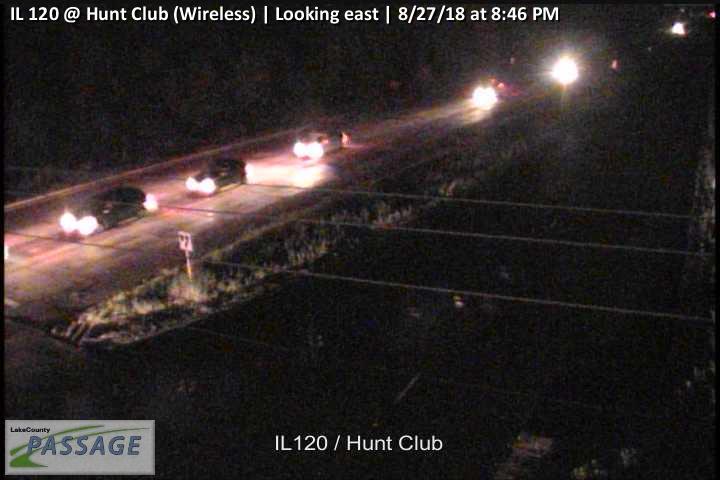 IL 120 @ Hunt Club (Wireless) | Looking east | 8/27/18 at 8:46 PM
IL120 / Hunt Club
LakeCounty
PASSAGE